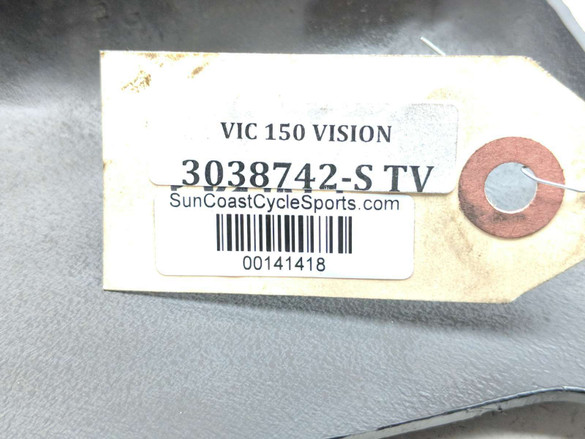 VIC 150 VISION
3038742-S TV
SunCoastCycleSports.com
00141418